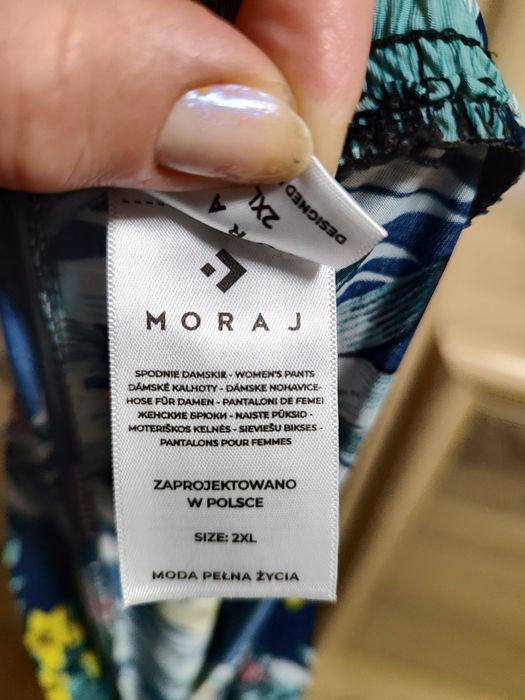 R A
2XL
DESIGNED
MORAJ
SPODNIE DAMSKIE - WOMEN'S PANTS
DÁMSKÉ KALHOTY - DÁMSKE NOHAVICE-
HOSE FÜR DAMEN - PANTALONI DE FEMEI
ЖЕНСКИЕ БРЮКИ - NAISTE PÜKSID -
MOTERIŠKOS KELNĖS - SIEVIEŠU BIKSES -
PANTALONS POUR FEMMES
ZAPROJEKTOWANO
W POLSCE
SIZE: 2XL
MODA PEŁNA ŻYCIA